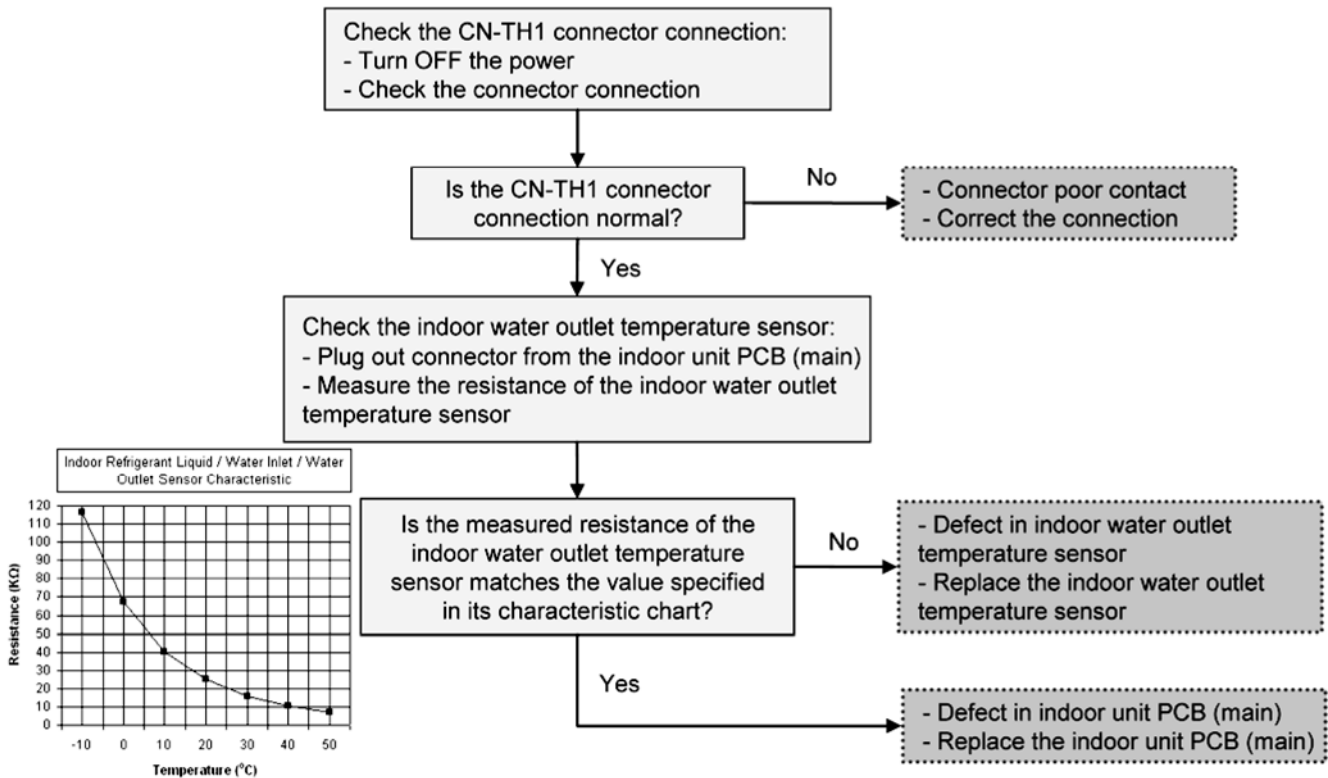 Check the CN-TH1 connector connection:
- Turn OFF the power
- Check the connector connection
Is the CN-TH1 connector
connection normal?
No
- Connector poor contact
- Correct the connection
Yes
Check the indoor water outlet temperature sensor:
- Plug out connector from the indoor unit PCB (main)
- Measure the resistance of the indoor water outlet
temperature sensor
Indoor Refrigerant Liquid / Water Inlet / Water
Outlet Sensor Characteristic
Resistance (KΩ)
120
110
100
90
80
70
60
50
40
30
20
10
0
-10 0 10 20 30 40 50
Temperature (°C)
Is the measured resistance of the
indoor water outlet temperature
sensor matches the value specified
in its characteristic chart?
No
- Defect in indoor water outlet
temperature sensor
- Replace the indoor water outlet
temperature sensor
Yes
- Defect in indoor unit PCB (main)
- Replace the indoor unit PCB (main)